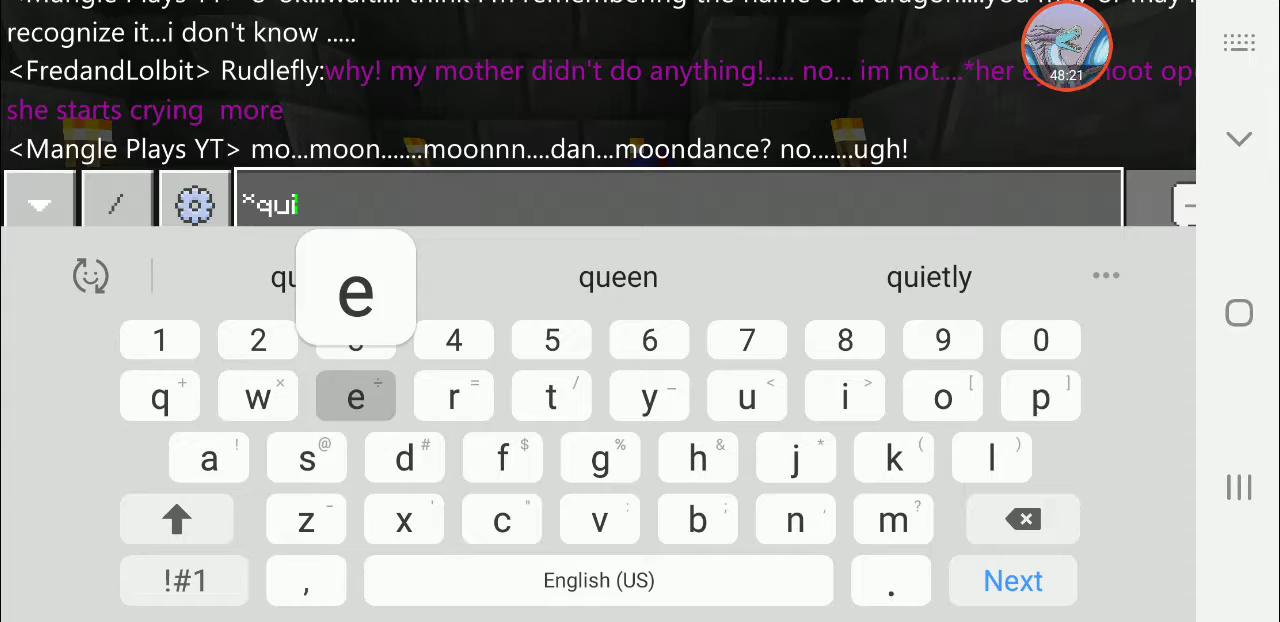 recognize it...i don't know .....
<FredandLolbit> Rudlefly:why! my mother didn't do anything!..... no... im not....*her
48:21
she starts crying more
<Mangle Plays YT> mo...moon.......moonnn....dan...moondance? no.......ugh!
/ *qui
e
queen quietly •••
1 2 4 5 6 7 8 9 0
q + w × e ÷ r = t / y _ u < i > o [ p ]
a ! s @ d # f $ g % h & j * k ( l )
z - x ' c " v : b ; n , m ?
!#1 , English (US) . Next